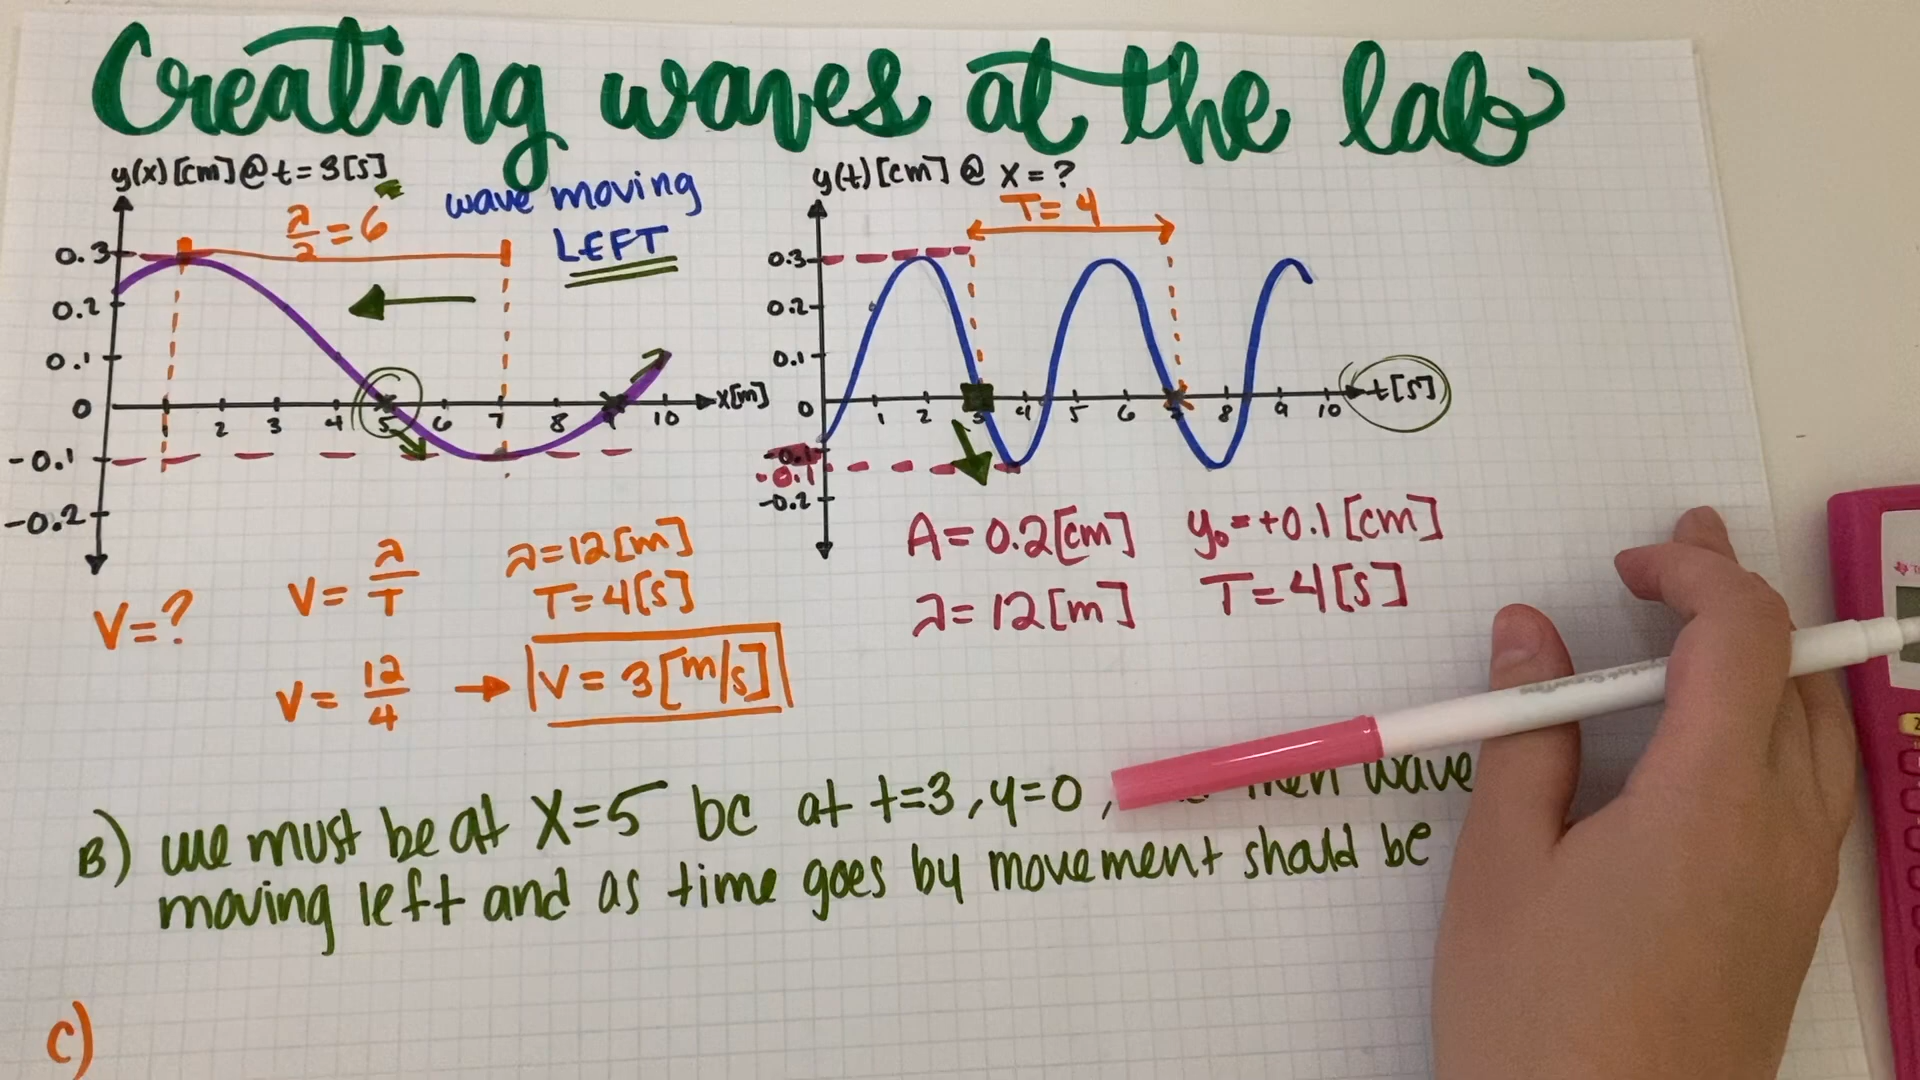 Creating waves at the lab
y(x)[cm]@t=3[s]
λ/2=6
wave moving
LEFT
0.3
0.2
0.1
0
-0.1
-0.2
1 2 3 4 5 6 7 8 9 10
x[m]
y(t)[cm] @ x=?
T=4
0.3
0.2
0.1
0
-0.1
-0.1
-0.2
1 2 3 4 5 6 7 8 9 10
t[s]
V=?
V=λ/T
λ=12[m]
T=4[s]
V=12/4 → V=3[m/s]
A=0.2[cm] y₀=+0.1[cm]
λ=12[m] T=4[s]
B) we must be at x=5 bc at t=3, y=0, then wave
moving left and as time goes by movement should be
C)